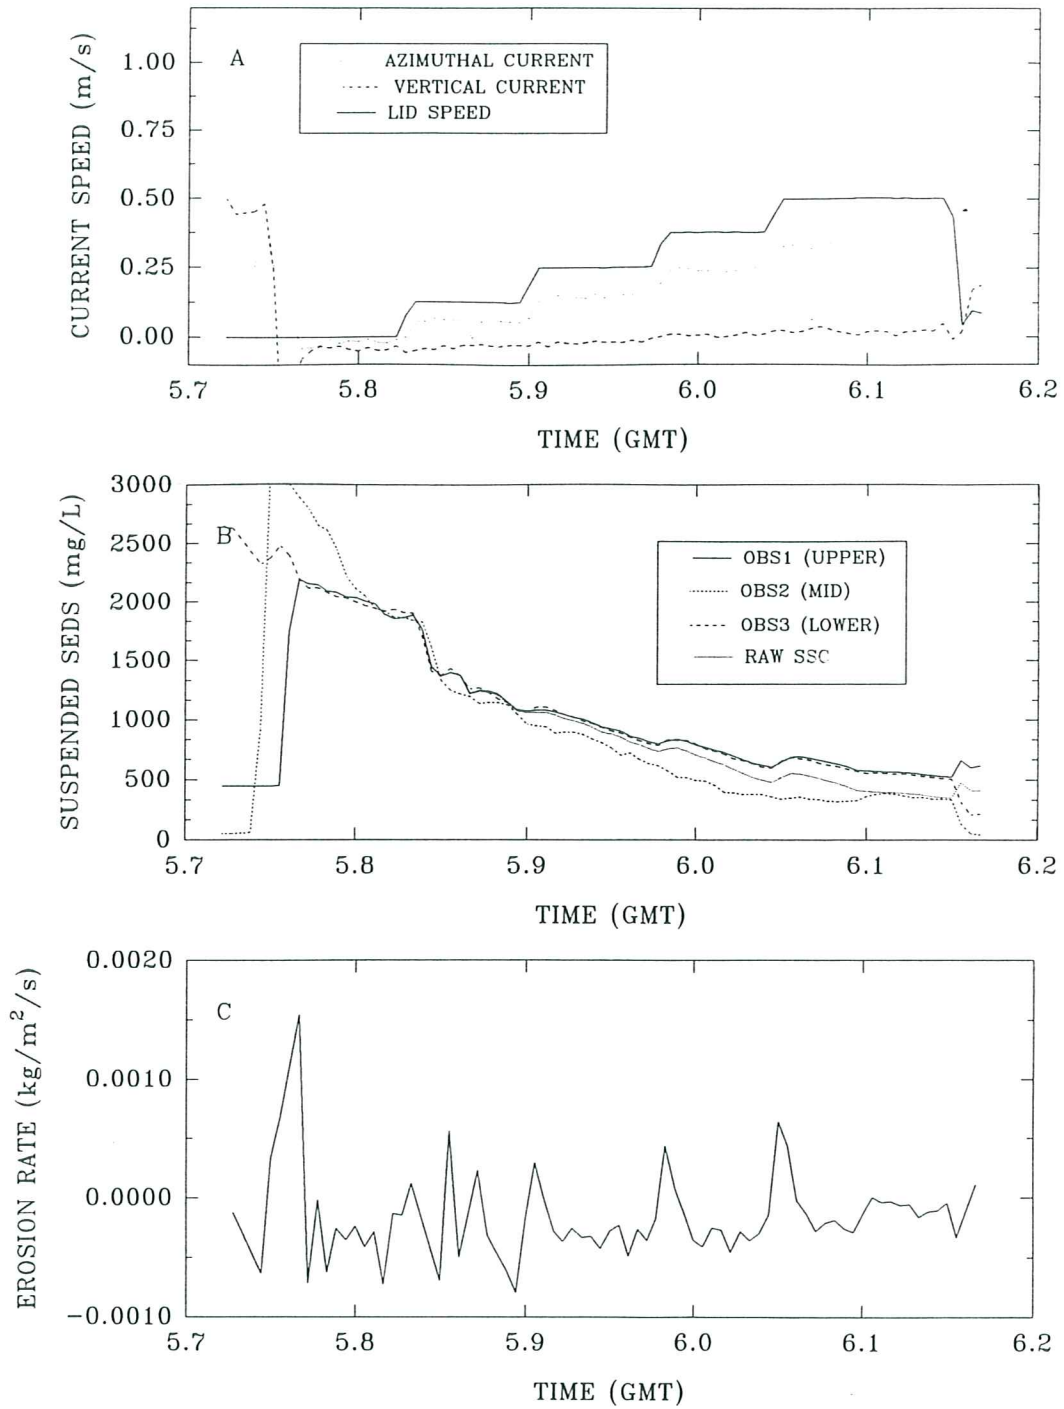 A
AZIMUTHAL CURRENT
VERTICAL CURRENT
LID SPEED
1.00
0.75
0.50
0.25
0.00
CURRENT SPEED (m/s)
5.7 5.8 5.9 6.0 6.1 6.2
TIME (GMT)
B
OBS1 (UPPER)
OBS2 (MID)
OBS3 (LOWER)
RAW SSC
3000
2500
2000
1500
1000
500
0
SUSPENDED SEDS (mg/L)
5.7 5.8 5.9 6.0 6.1 6.2
TIME (GMT)
C
0.0020
0.0010
0.0000
−0.0010
EROSION RATE (kg/m²/s)
5.7 5.8 5.9 6.0 6.1 6.2
TIME (GMT)